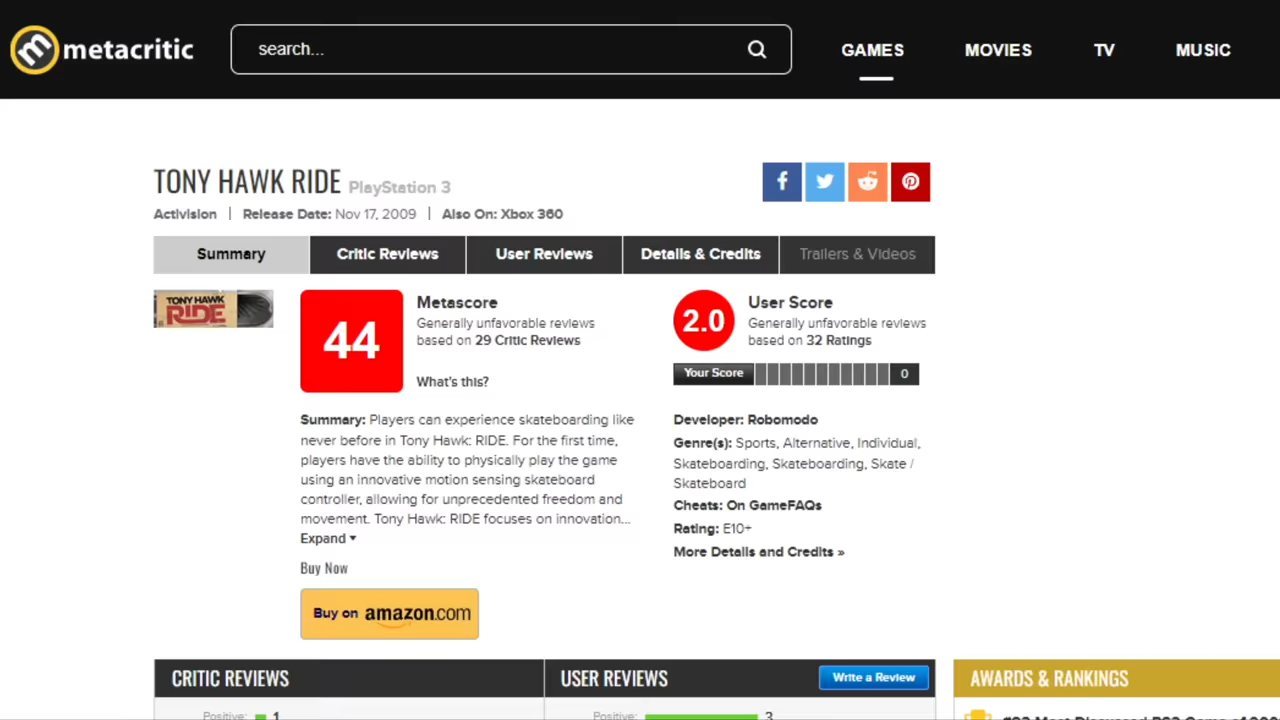 metacritic
search...
GAMES
MOVIES
TV
MUSIC
TONY HAWK RIDE PlayStation 3
Activision | Release Date: Nov 17, 2009 | Also On: Xbox 360
Summary
Critic Reviews
User Reviews
Details & Credits
Trailers & Videos
TONY HAWK
RIDE
44
Metascore
Generally unfavorable reviews
based on 29 Critic Reviews
What's this?
2.0
User Score
Generally unfavorable reviews
based on 32 Ratings
Your Score
0
Summary: Players can experience skateboarding like
never before in Tony Hawk: RIDE. For the first time,
players have the ability to physically play the game
using an innovative motion sensing skateboard
controller, allowing for unprecedented freedom and
movement. Tony Hawk: RIDE focuses on innovation...
Expand
Buy Now
Buy on amazon.com
Developer: Robomodo
Genre(s): Sports, Alternative, Individual,
Skateboarding, Skateboarding, Skate /
Skateboard
Cheats: On GameFAQs
Rating: E10+
More Details and Credits »
CRITIC REVIEWS
Positive: 1
USER REVIEWS
Write a Review
Positive: 3
AWARDS & RANKINGS